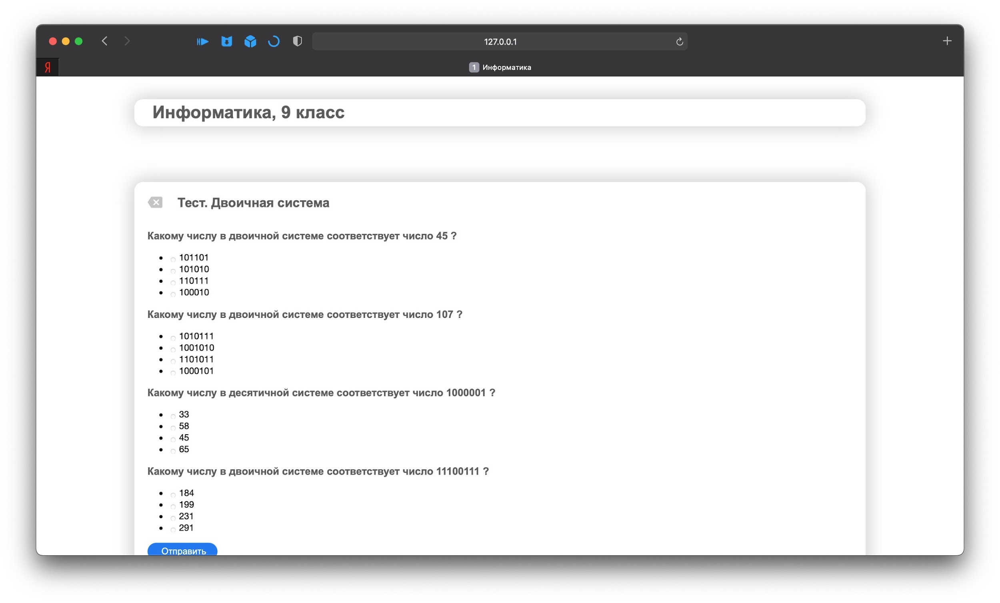 127.0.0.1
Я
1 Информатика
Информатика, 9 класс
Тест. Двоичная система
Какому числу в двоичной системе соответствует число 45 ?
101101
101010
110111
100010
Какому числу в двоичной системе соответствует число 107 ?
1010111
1001010
1101011
1000101
Какому числу в десятичной системе соответствует число 1000001 ?
33
58
45
65
Какому числу в двоичной системе соответствует число 11100111 ?
184
199
231
291
Отправить